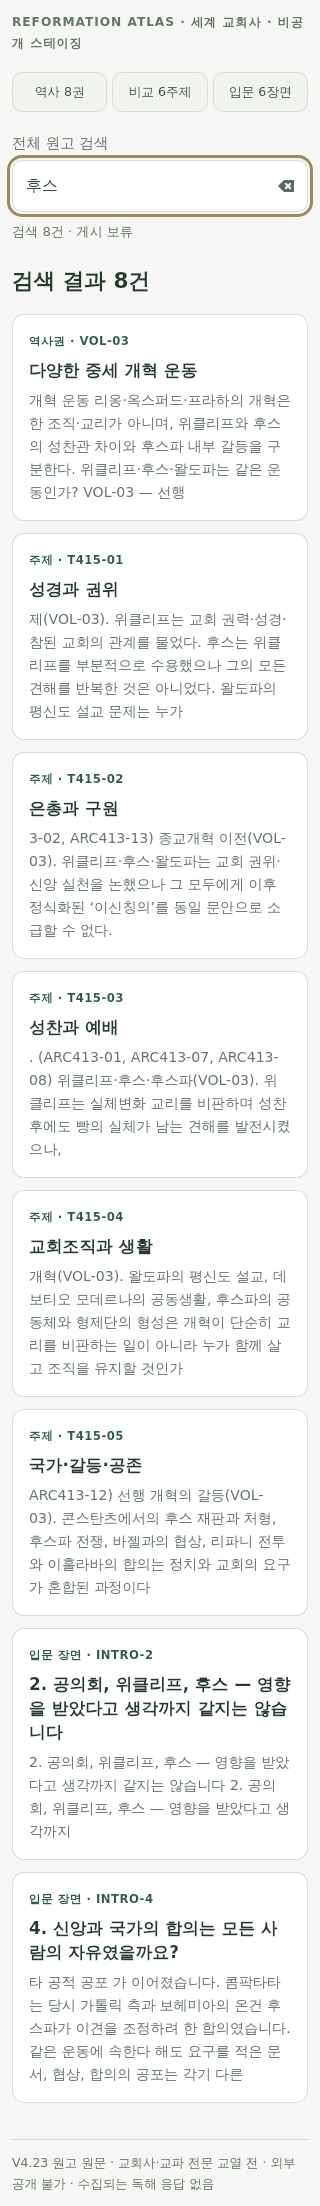 REFORMATION ATLAS · 세계 교회사 · 비공
개 스테이징
역사 8권
비교 6주제
입문 6장면
전체 원고 검색
후스
검색 8건 · 게시 보류
검색 결과 8건
역사권 · VOL-03
다양한 중세 개혁 운동
개혁 운동 리옹·옥스퍼드·프라하의 개혁은
한 조직·교리가 아니며, 위클리프와 후스
의 성찬관 차이와 후스파 내부 갈등을 구
분한다. 위클리프·후스·왈도파는 같은 운
동인가? VOL-03 — 선행
주제 · T415-01
성경과 권위
제(VOL-03). 위클리프는 교회 권력·성경·
참된 교회의 관계를 물었다. 후스는 위클
리프를 부분적으로 수용했으나 그의 모든
견해를 반복한 것은 아니었다. 왈도파의
평신도 설교 문제는 누가
주제 · T415-02
은총과 구원
3-02, ARC413-13) 종교개혁 이전(VOL-
03). 위클리프·후스·왈도파는 교회 권위·
신앙 실천을 논했으나 그 모두에게 이후
정식화된 ‘이신칭의’를 동일 문안으로 소
급할 수 없다.
주제 · T415-03
성찬과 예배
. (ARC413-01, ARC413-07, ARC413-
08) 위클리프·후스·후스파(VOL-03). 위
클리프는 실체변화 교리를 비판하며 성찬
후에도 빵의 실체가 남는 견해를 발전시켰
으나,
주제 · T415-04
교회조직과 생활
개혁(VOL-03). 왈도파의 평신도 설교, 데
보티오 모데르나의 공동생활, 후스파의 공
동체와 형제단의 형성은 개혁이 단순히 교
리를 비판하는 일이 아니라 누가 함께 살
고 조직을 유지할 것인가
주제 · T415-05
국가·갈등·공존
ARC413-12) 선행 개혁의 갈등(VOL-
03). 콘스탄츠에서의 후스 재판과 처형,
후스파 전쟁, 바젤과의 협상, 리파니 전투
와 이흘라바의 합의는 정치와 교회의 요구
가 혼합된 과정이다
입문 장면 · INTRO-2
2. 공의회, 위클리프, 후스 — 영향
을 받았다고 생각까지 같지는 않습
니다
2. 공의회, 위클리프, 후스 — 영향을 받았
다고 생각까지 같지는 않습니다 2. 공의
회, 위클리프, 후스 — 영향을 받았다고 생
각까지
입문 장면 · INTRO-4
4. 신앙과 국가의 합의는 모든 사
람의 자유였을까요?
타 공적 공포 가 이어졌습니다. 콤팍타타
는 당시 가톨릭 측과 보헤미아의 온건 후
스파가 이견을 조정하려 한 합의였습니다.
같은 운동에 속한다 해도 요구를 적은 문
서, 협상, 합의의 공포는 각기 다른
V4.23 원고 원문 · 교회사·교파 전문 교열 전 · 외부
공개 불가 · 수집되는 독해 응답 없음